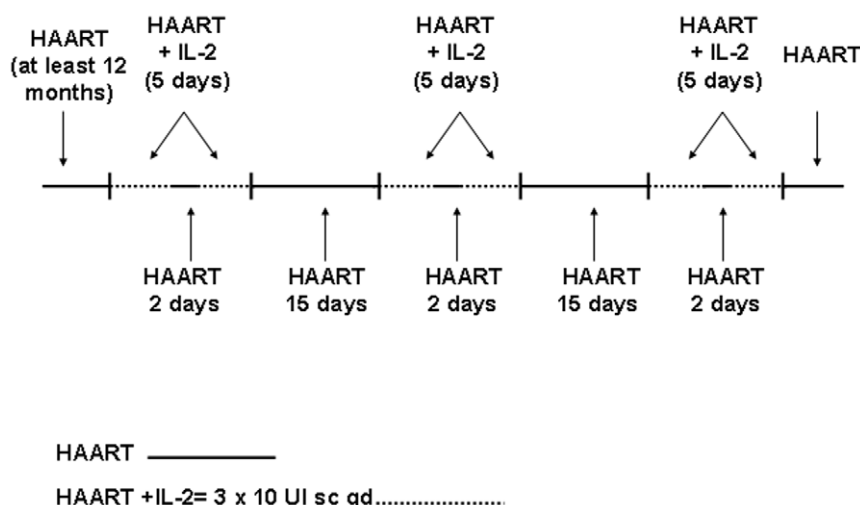 HAART
(at least 12
months)
HAART
+ IL-2
(5 days)
HAART
+ IL-2
(5 days)
HAART
+ IL-2
(5 days)
HAART
HAART
2 days
HAART
15 days
HAART
2 days
HAART
15 days
HAART
2 days
HAART
HAART +IL-2= 3 x 10 UI sc qd